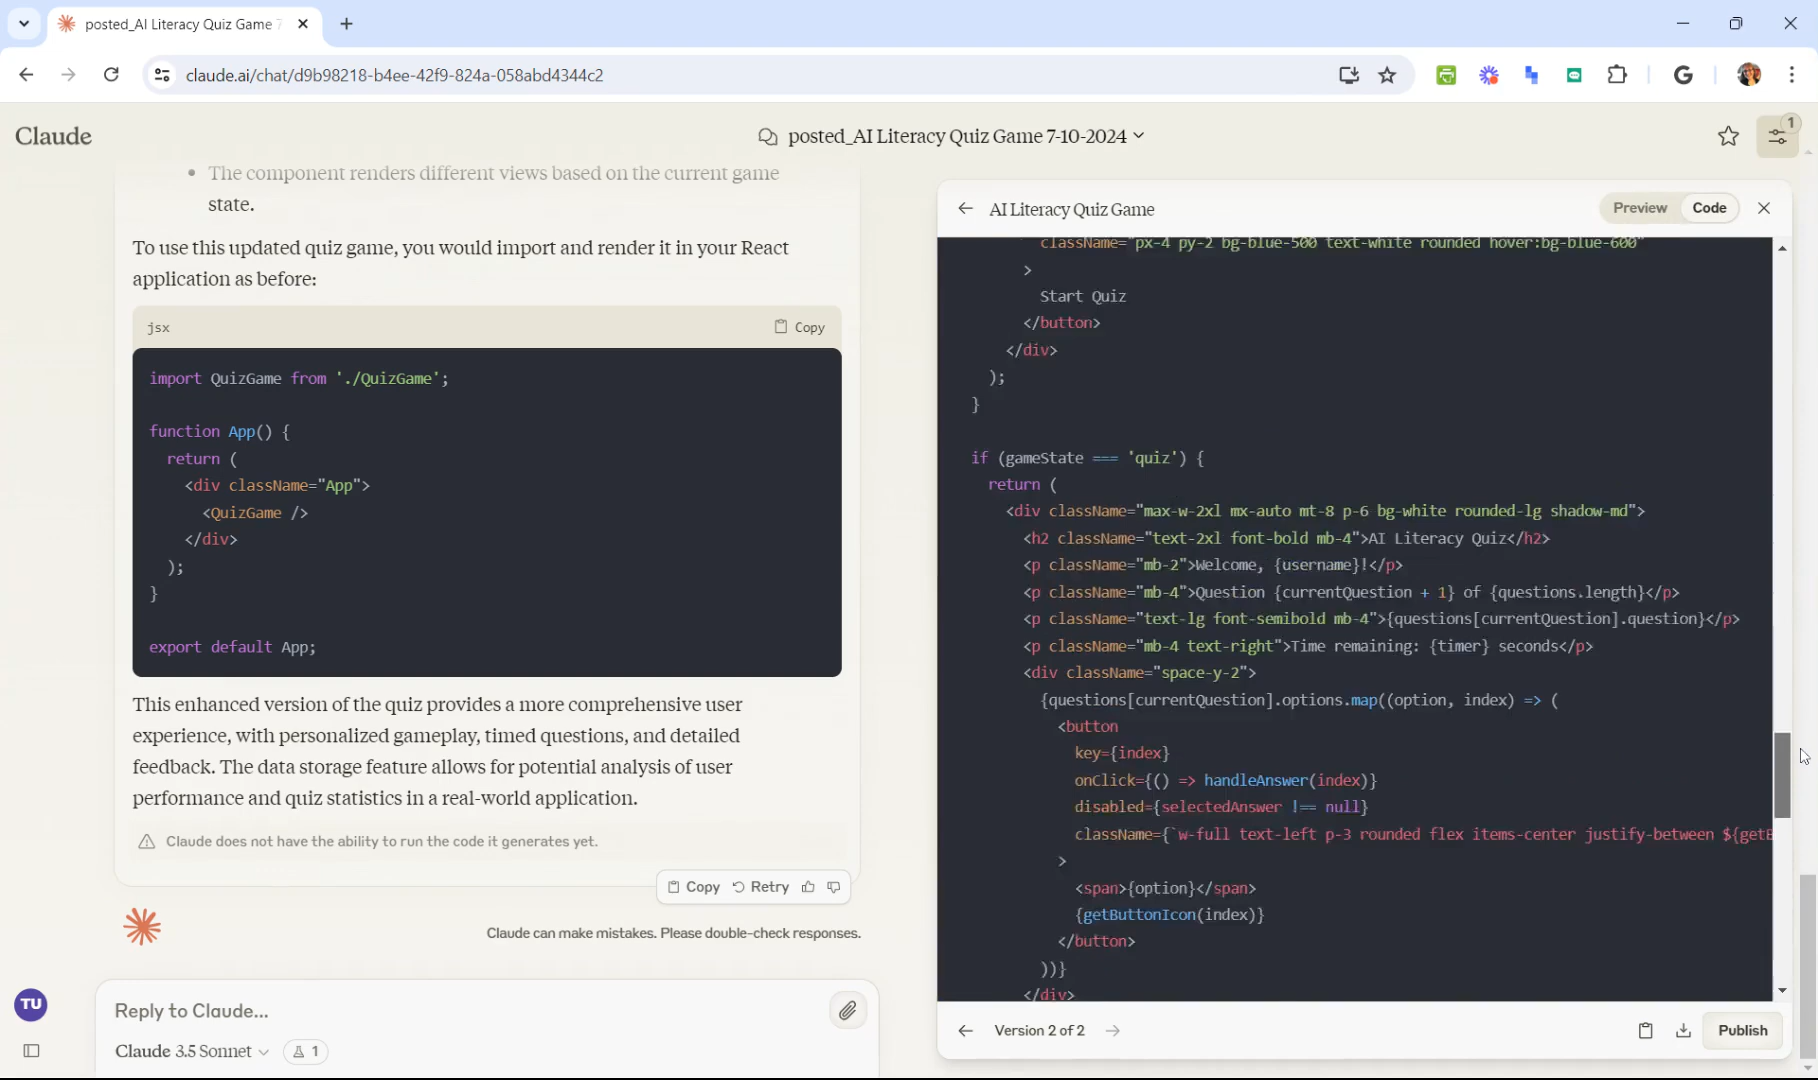 posted_AI Literacy Quiz Game 7
claude.ai/chat/d9b98218-b4ee-42f9-824a-058abd4344c2
Claude
posted_AI Literacy Quiz Game 7-10-2024
1
The component renders different views based on the current game
state.
To use this updated quiz game, you would import and render it in your React
application as before:
jsx
Copy
import QuizGame from './QuizGame';
function App() {
return (
<div className="App">
<QuizGame />
</div>
);
}
export default App;
This enhanced version of the quiz provides a more comprehensive user
experience, with personalized gameplay, timed questions, and detailed
feedback. The data storage feature allows for potential analysis of user
performance and quiz statistics in a real-world application.
Claude does not have the ability to run the code it generates yet.
Copy Retry
Claude can make mistakes. Please double-check responses.
TU
Reply to Claude...
Claude 3.5 Sonnet
1
AI Literacy Quiz Game
Preview Code
className="px-4 py-2 bg-blue-500 text-white rounded hover:bg-blue-600"
>
Start Quiz
</button>
</div>
);
}
if (gameState === 'quiz') {
return (
<div className="max-w-2xl mx-auto mt-8 p-6 bg-white rounded-lg shadow-md">
<h2 className="text-2xl font-bold mb-4">AI Literacy Quiz</h2>
<p className="mb-2">Welcome, {username}!</p>
<p className="mb-4">Question {currentQuestion + 1} of {questions.length}</p>
<p className="text-lg font-semibold mb-4">{questions[currentQuestion].question}</p>
<p className="mb-4 text-right">Time remaining: {timer} seconds</p>
<div className="space-y-2">
{questions[currentQuestion].options.map((option, index) => (
<button
key={index}
onClick={() => handleAnswer(index)}
disabled={selectedAnswer !== null}
className={`w-full text-left p-3 rounded flex items-center justify-between ${getB
>
<span>{option}</span>
{getButtonIcon(index)}
</button>
))}
</div>
Version 2 of 2
Publish